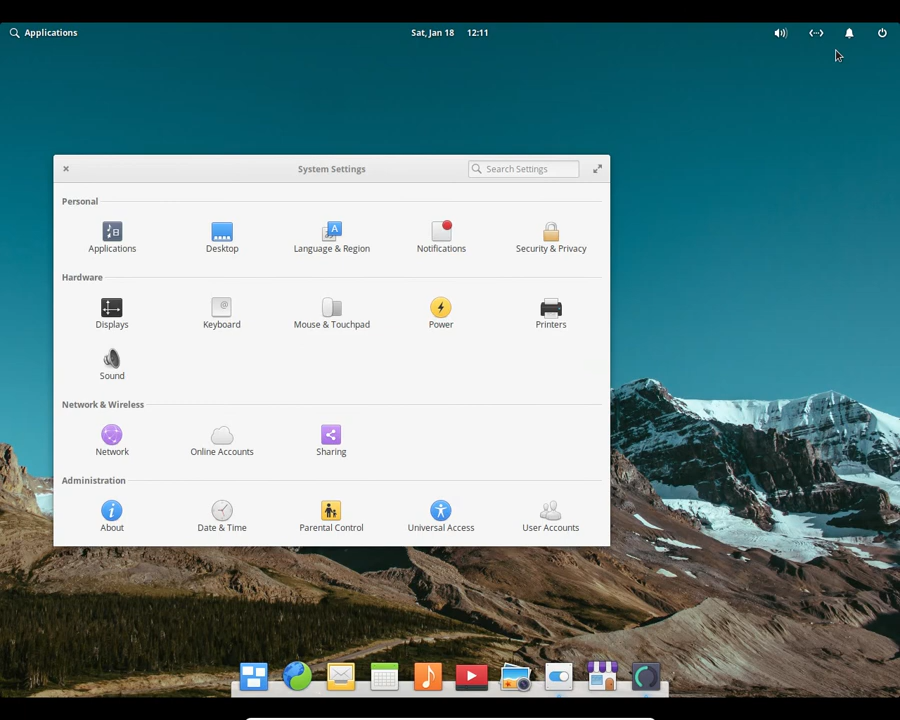 Applications Sat, Jan 18 12:11
System Settings Search Settings
Personal
Applications Desktop Language & Region Notifications Security & Privacy
Hardware
Displays Keyboard Mouse & Touchpad Power Printers
Sound
Network & Wireless
Network Online Accounts Sharing
Administration
About Date & Time Parental Control Universal Access User Accounts